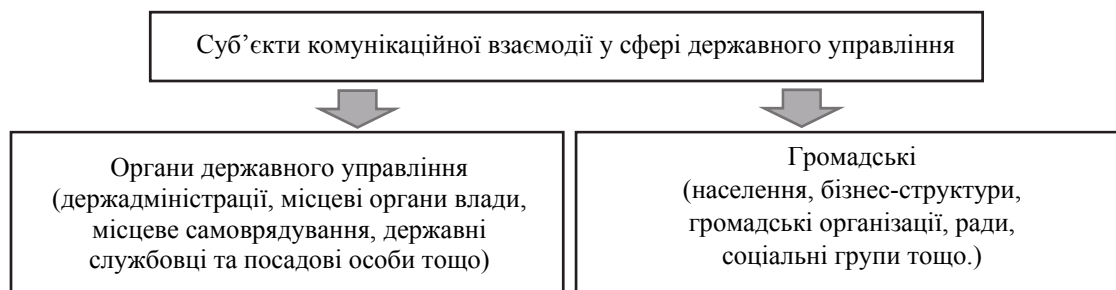 Суб’єкти комунікаційної взаємодії у сфері державного управління
Органи державного управління
(держадміністрації, місцеві органи влади,
місцеве самоврядування, державні
службовці та посадові особи тощо)
Громадські
(населення, бізнес-структури,
громадські організації, ради,
соціальні групи тощо.)